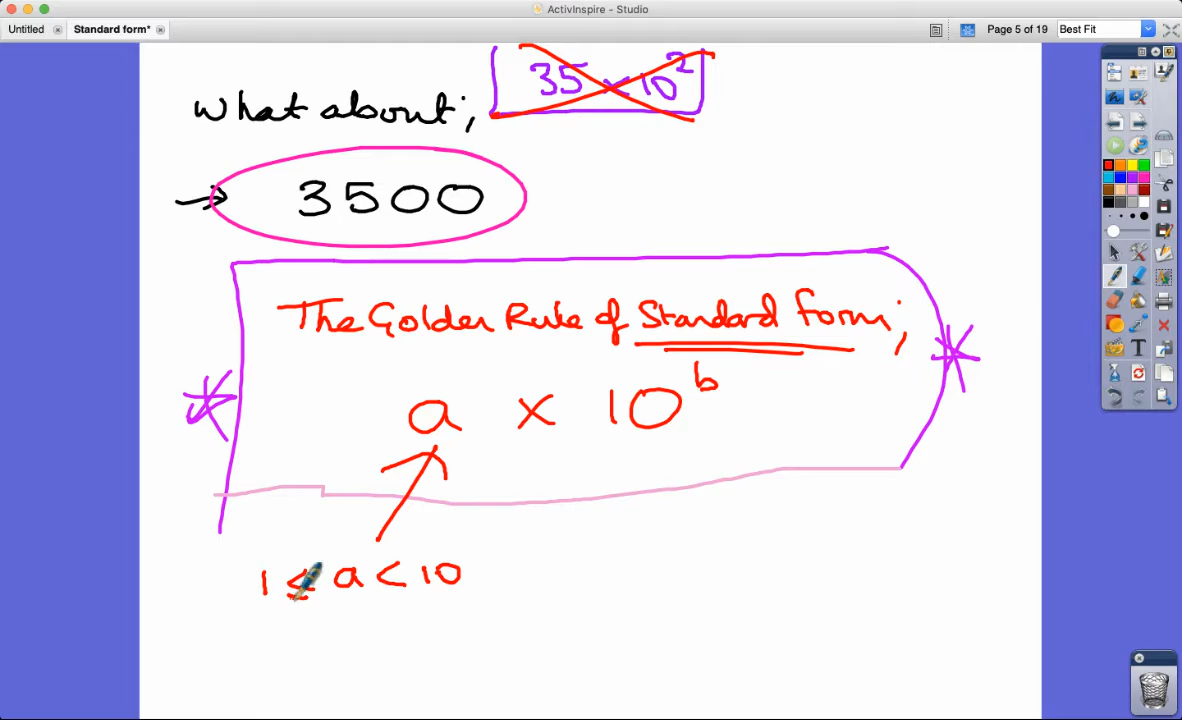 ActivInspire - Studio
Untitled Standard form* Page 5 of 19 Best Fit
35 × 10²
What about;
→ 3500
The Golden Rule of Standard form;
a × 10ᵇ
1 ≤ a < 10
T